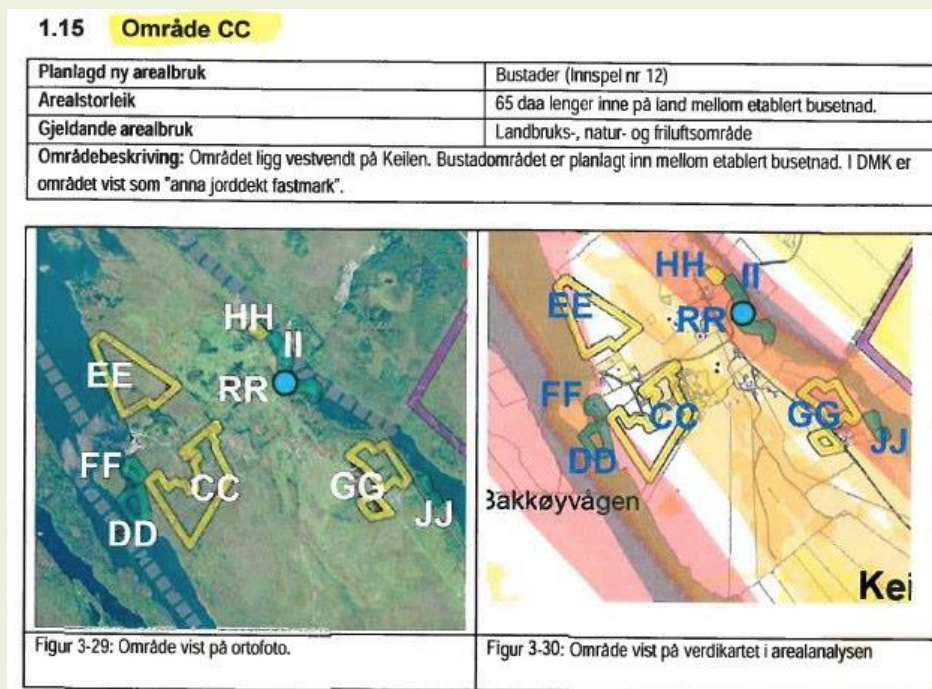 1.15 Område CC
Planlagd ny arealbruk
Bustader (Innspel nr 12)
Arealstorleik
65 daa lenger inne på land mellom etablert busetnad.
Gjeldande arealbruk
Landbruks-, natur- og friluftsområde
Områdebeskriving: Området ligg vestvendt på Keilen. Bustadområdet er planlagt inn mellom etablert busetnad. I DMK er
området vist som "anna jorddekt fastmark".
HH
II
EE
RR
FF
CC
GG
DD
JJ
HH
II
EE
RR
FF
CC
GG
DD
JJ
Bakkøyvågen
Kei
Figur 3-29: Område vist på ortofoto.
Figur 3-30: Område vist på verdikartet i arealanalysen